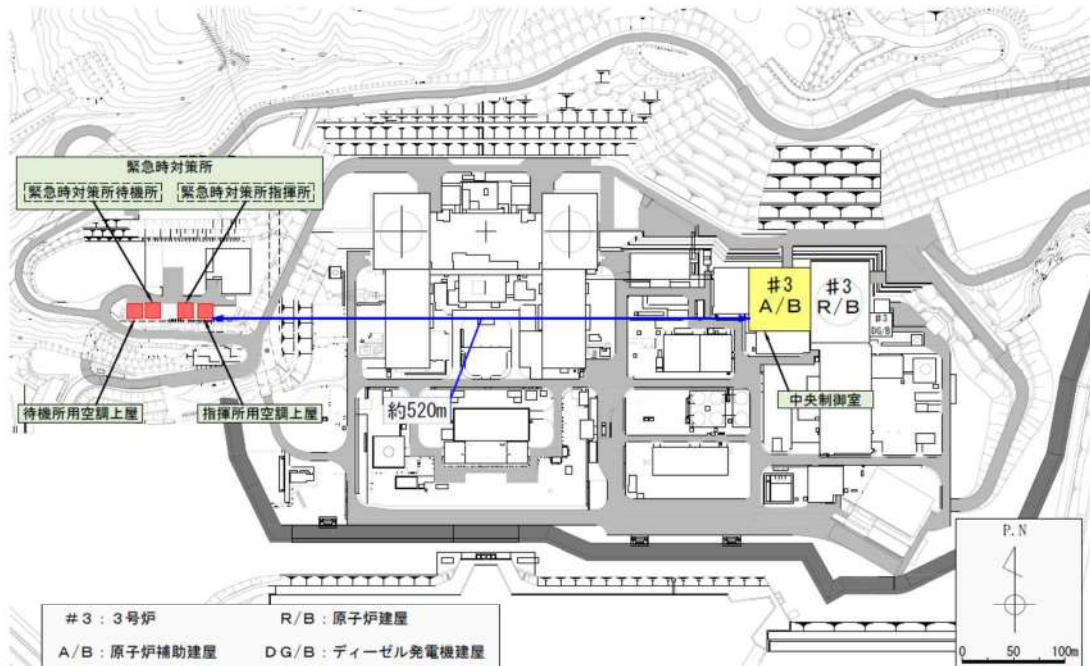 緊急時対策所
緊急時対策所待機所 緊急時対策所指揮所
#3
A/B
#3
R/B
#3
DG/B
待機所用空調上屋
指揮所用空調上屋
約520m
中央制御室
P.N
0 50 100m
#3：3号炉 R/B：原子炉建屋
A/B：原子炉補助建屋 DG/B：ディーゼル発電機建屋